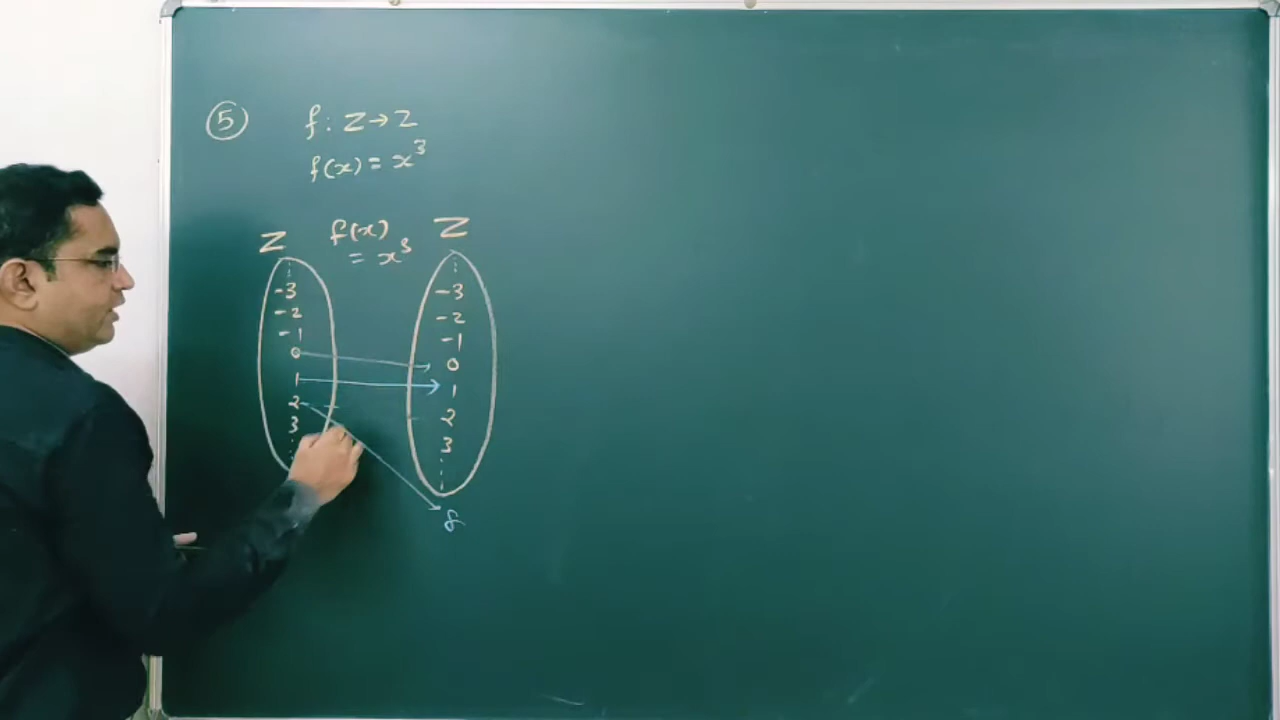 5
f: Z → Z
f(x) = x³
Z
f(x)
= x³
Z
-3
-2
-1
0
1
2
3
-3
-2
-1
0
1
2
3
8